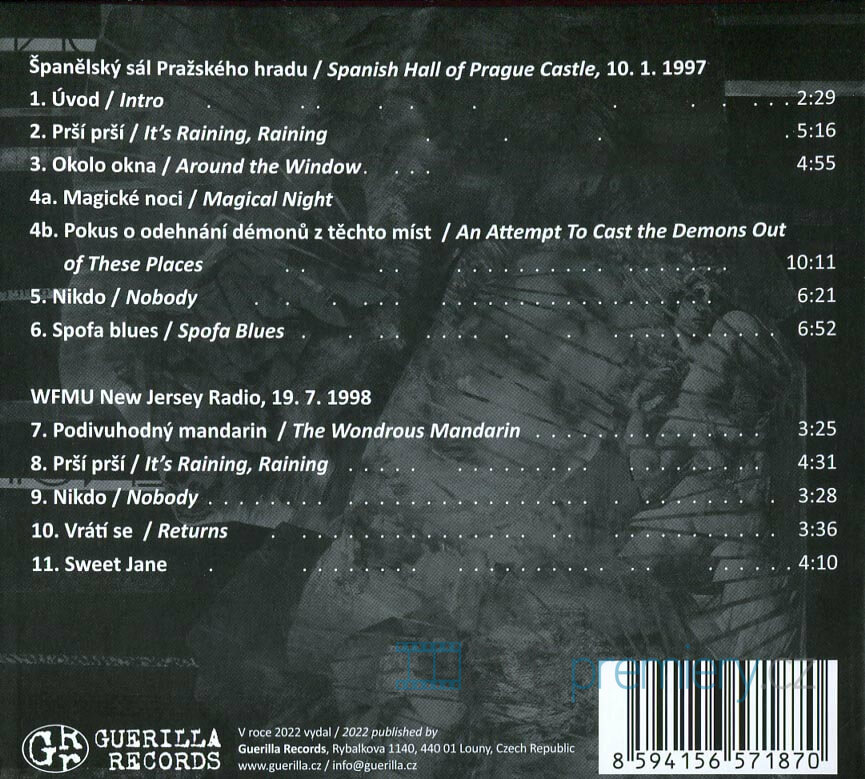 Španělský sál Pražského hradu / Spanish Hall of Prague Castle, 10. 1. 1997
1. Úvod / Intro 2:29
2. Prší prší / It's Raining, Raining 5:16
3. Okolo okna / Around the Window 4:55
4a. Magické noci / Magical Night
4b. Pokus o odehnání démonů z těchto míst / An Attempt To Cast the Demons Out
of These Places 10:11
5. Nikdo / Nobody 6:21
6. Spofa blues / Spofa Blues 6:52
WFMU New Jersey Radio, 19. 7. 1998
7. Podivuhodný mandarin / The Wondrous Mandarin 3:25
8. Prší prší / It's Raining, Raining 4:31
9. Nikdo / Nobody 3:28
10. Vrátí se / Returns 3:36
11. Sweet Jane 4:10
premiery.cz
GUERILLA
RECORDS
V roce 2022 vydal / 2022 published by
Guerilla Records, Rybalkova 1140, 440 01 Louny, Czech Republic
www.guerilla.cz / info@guerilla.cz
8 594156 571870